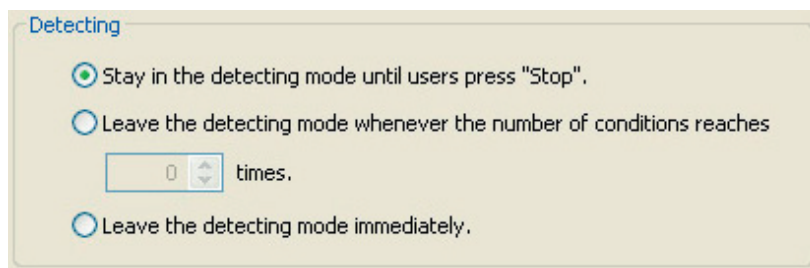 Detecting
Stay in the detecting mode until users press "Stop".
Leave the detecting mode whenever the number of conditions reaches
0 times.
Leave the detecting mode immediately.